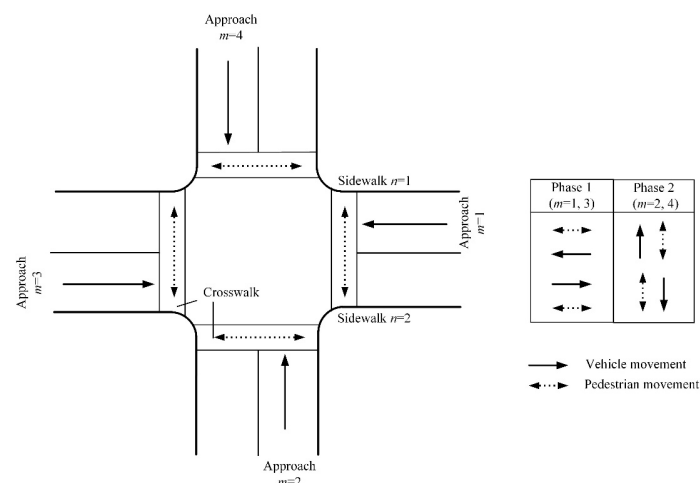 Approach
m=4
Sidewalk n=1
Approach
m=1
Approach
m=3
Crosswalk
Sidewalk n=2
Approach
m=2
Phase 1
(m=1, 3)
Phase 2
(m=2, 4)
Vehicle movement
Pedestrian movement